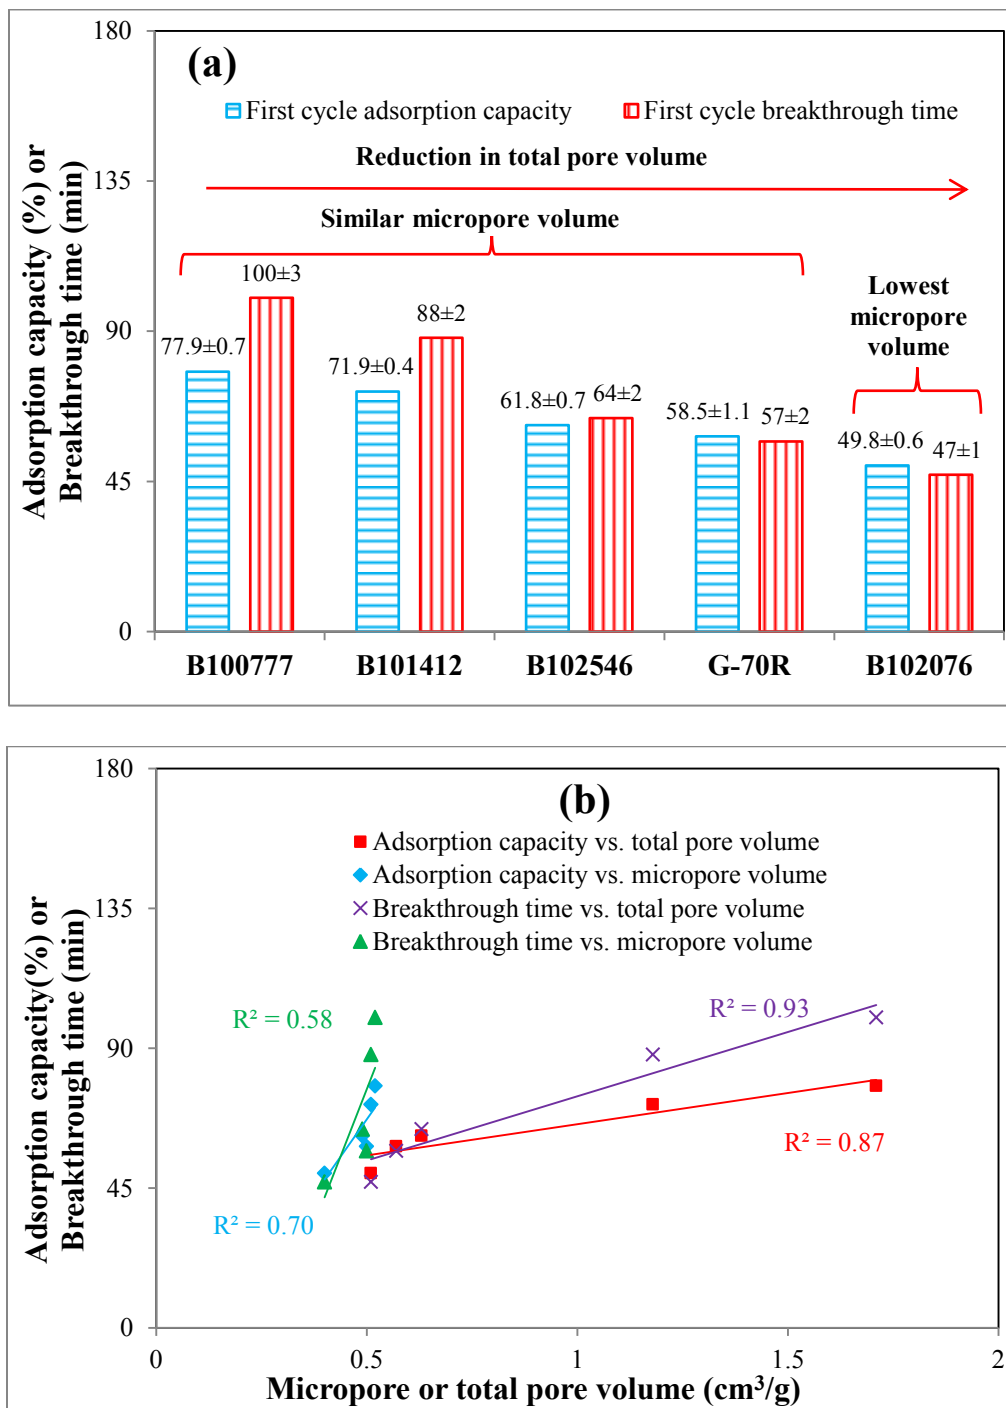 180
(a)
First cycle adsorption capacity
First cycle breakthrough time
Reduction in total pore volume
135
Similar micropore volume
100±3
Lowest
micropore
volume
88±2
90
77.9±0.7
71.9±0.4
61.8±0.7
64±2
58.5±1.1
57±2
49.8±0.6
47±1
45
0
B100777
B101412
B102546
G-70R
B102076
Adsorption capacity (%) or
Breakthrough time (min)
180
(b)
Adsorption capacity vs. total pore volume
Adsorption capacity vs. micropore volume
Breakthrough time vs. total pore volume
Breakthrough time vs. micropore volume
135
R² = 0.58
R² = 0.93
90
R² = 0.87
45
R² = 0.70
0
0
0.5
1
1.5
2
Micropore or total pore volume (cm³/g)
Adsorption capacity(%) or
Breakthrough time (min)